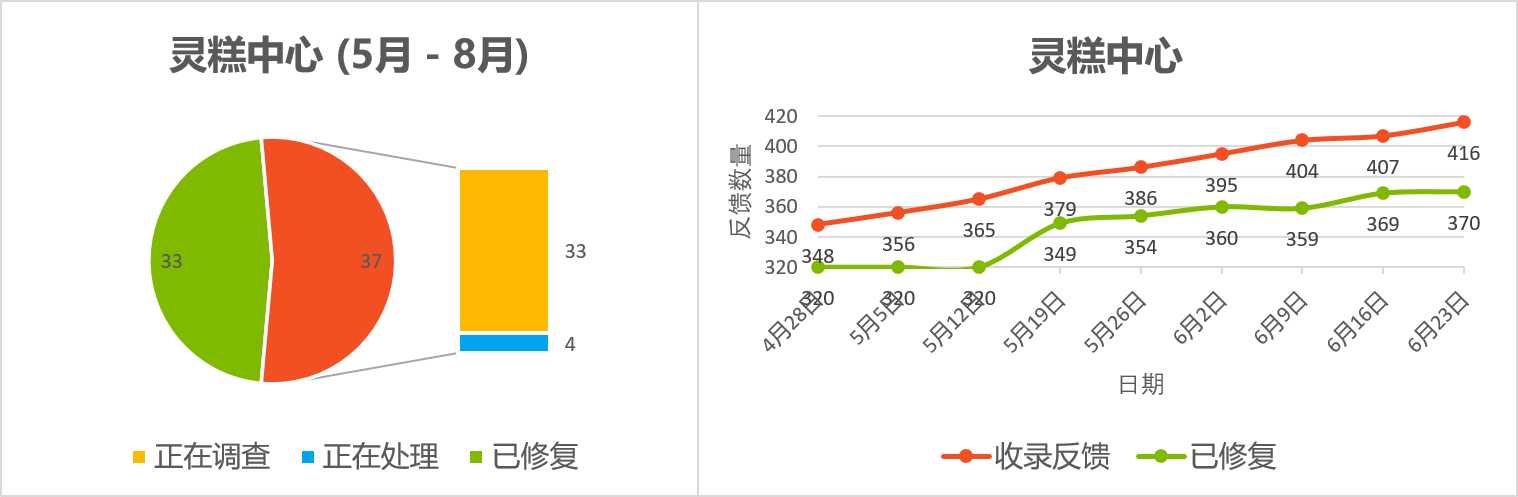 灵糕中心 (5月 - 8月)
33
37
33
4
正在调查
正在处理
已修复
灵糕中心
反馈数量
420
400
380
360
340
320
348
356
365
379
386
395
404
407
416
320
320
320
349
354
360
359
369
370
4月28日
5月5日
5月12日
5月19日
5月26日
6月2日
6月9日
6月16日
6月23日
日期
收录反馈
已修复